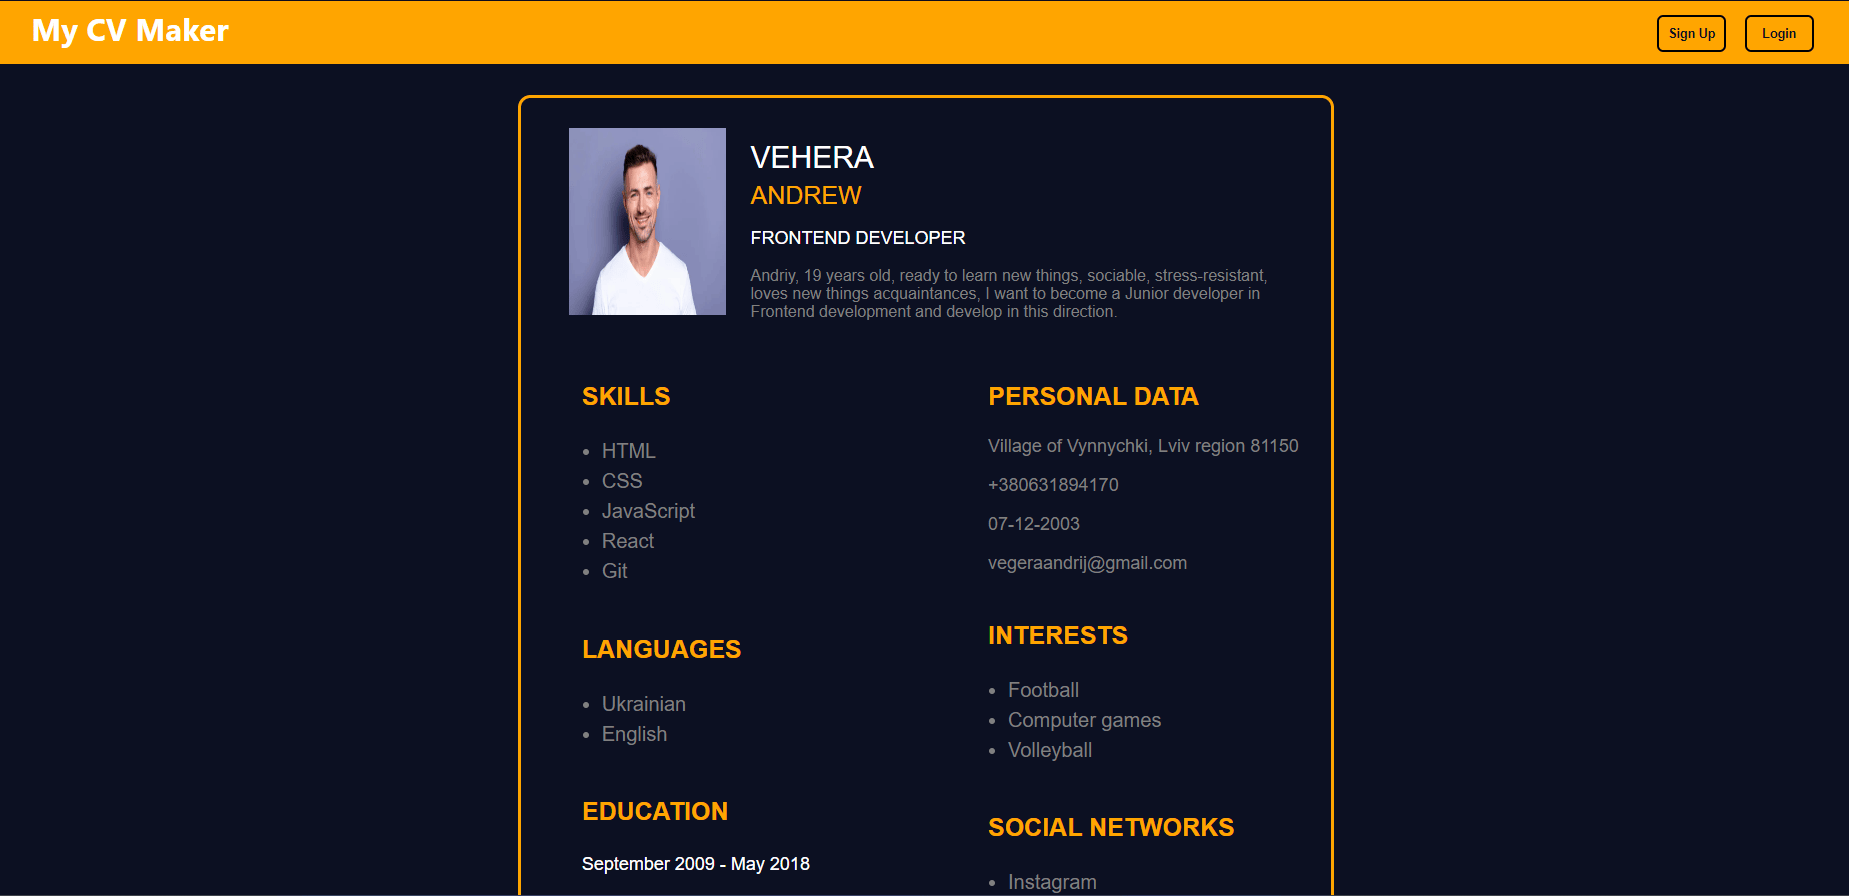 My CV Maker
Sign Up
Login
VEHERA
ANDREW
FRONTEND DEVELOPER
Andriy, 19 years old, ready to learn new things, sociable, stress-resistant,
loves new things acquaintances, I want to become a Junior developer in
Frontend development and develop in this direction.
SKILLS
• HTML
• CSS
• JavaScript
• React
• Git
LANGUAGES
• Ukrainian
• English
EDUCATION
September 2009 - May 2018
PERSONAL DATA
Village of Vynnychki, Lviv region 81150
+380631894170
07-12-2003
vegeraandrij@gmail.com
INTERESTS
• Football
• Computer games
• Volleyball
SOCIAL NETWORKS
• Instagram